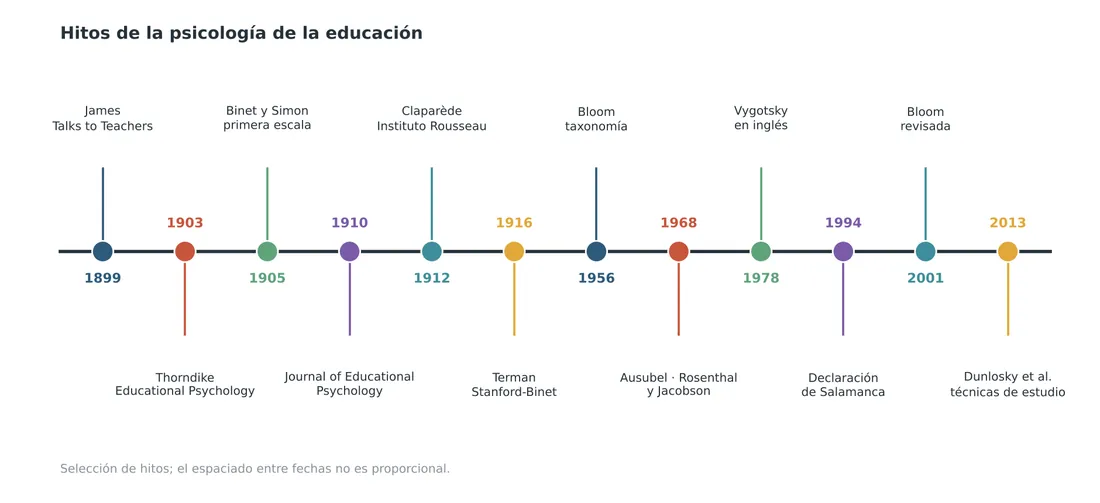 Hitos de la psicología de la educación
James
Talks to Teachers
Binet y Simon
primera escala
Claparède
Instituto Rousseau
Bloom
taxonomía
Vygotsky
en inglés
Bloom
revisada
1903
1910
1916
1968
1994
2013
1899
1905
1912
1956
1978
2001
Thorndike
Educational Psychology
Journal of Educational
Psychology
Terman
Stanford-Binet
Ausubel · Rosenthal
y Jacobson
Declaración
de Salamanca
Dunlosky et al.
técnicas de estudio
Selección de hitos; el espaciado entre fechas no es proporcional.